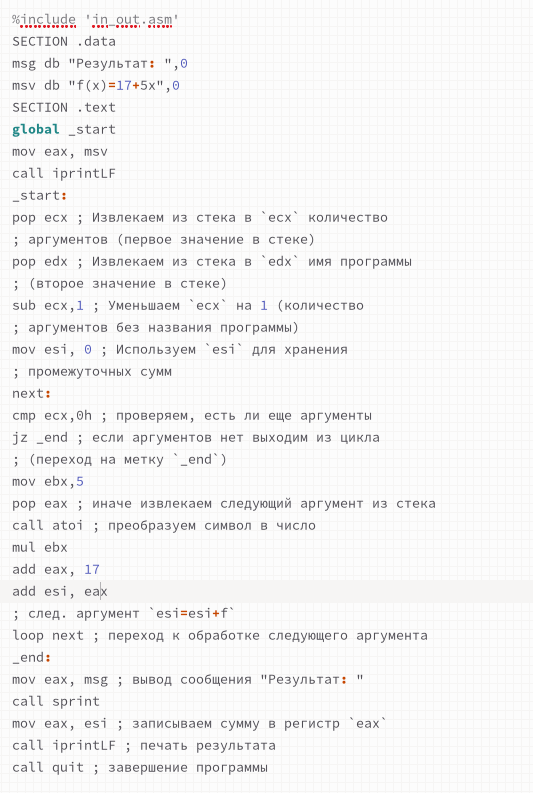 %include 'in_out.asm'
SECTION .data
msg db "Результат: ",0
msv db "f(x)=17+5x",0
SECTION .text
global _start
mov eax, msv
call iprintLF
_start:
pop ecx ; Извлекаем из стека в `ecx` количество
; аргументов (первое значение в стеке)
pop edx ; Извлекаем из стека в `edx` имя программы
; (второе значение в стеке)
sub ecx,1 ; Уменьшаем `ecx` на 1 (количество
; аргументов без названия программы)
mov esi, 0 ; Используем `esi` для хранения
; промежуточных сумм
next:
cmp ecx,0h ; проверяем, есть ли еще аргументы
jz _end ; если аргументов нет выходим из цикла
; (переход на метку `_end`)
mov ebx,5
pop eax ; иначе извлекаем следующий аргумент из стека
call atoi ; преобразуем символ в число
mul ebx
add eax, 17
add esi, eax
; след. аргумент `esi=esi+f`
loop next ; переход к обработке следующего аргумента
_end:
mov eax, msg ; вывод сообщения "Результат: "
call sprint
mov eax, esi ; записываем сумму в регистр `eax`
call iprintLF ; печать результата
call quit ; завершение программы